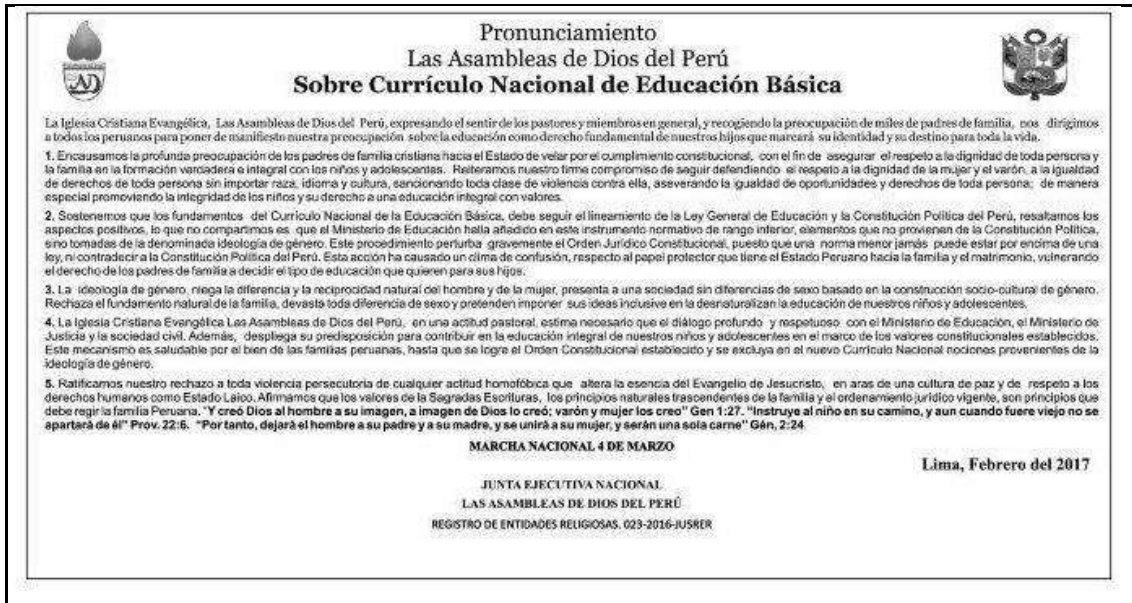 Pronunciamiento
Las Asambleas de Dios del Perú
Sobre Currículo Nacional de Educación Básica
AD
La Iglesia Cristiana Evangélica, Las Asambleas de Dios del Perú, expresando el sentir de los pastores y miembros en general, y recogiendo la preocupación de miles de padres de familia, nos dirigimos
a todos los peruanos para poner de manifiesto nuestra preocupación sobre la educación como derecho fundamental de nuestros hijos que marcará su identidad y su destino para toda la vida.
1. Encausamos la profunda preocupación de los padres de familia cristiana hacia el Estado de velar por el cumplimiento constitucional, con el fin de asegurar el respeto a la dignidad de toda persona y
la familia en la formación verdadera e integral con los niños y adolescentes. Reiteramos nuestro firme compromiso de seguir defendiendo el respeto a la dignidad de la mujer y el varón, a la igualdad
de derechos de toda persona sin importar raza, idioma y cultura, sancionando toda clase de violencia contra ella, aseverando la igualdad de oportunidades y derechos de toda persona; de manera
especial promoviendo la integridad de los niños y su derecho a una educación integral con valores.
2. Sostenemos que los fundamentos del Currículo Nacional de la Educación Básica, debe seguir el lineamiento de la Ley General de Educación y la Constitución Política del Perú, resaltamos los
aspectos positivos, lo que no compartimos es que el Ministerio de Educación halla añadido en este instrumento normativo de rango inferior, elementos que no provienen de la Constitución Política,
sino tomadas de la denominada ideología de género. Este procedimiento perturba gravemente el Orden Jurídico Constitucional, puesto que una norma menor jamás puede estar por encima de una
ley, ni contradecir a la Constitución Política del Perú. Esta acción ha causado un clima de confusión, respecto al papel protector que tiene el Estado Peruano hacia la familia y el matrimonio, vulnerando
el derecho de los padres de familia a decidir el tipo de educación que quieren para sus hijos.
3. La ideología de género, niega la diferencia y la reciprocidad natural del hombre y de la mujer, presenta a una sociedad sin diferencias de sexo basado en la construcción socio-cultural de género.
Rechaza el fundamento natural de la familia, devasta toda diferencia de sexo y pretenden imponer sus ideas inclusive en la desnaturalizan la educación de nuestros niños y adolescentes.
4. La Iglesia Cristiana Evangélica Las Asambleas de Dios del Perú, en una actitud pastoral, estima necesario que el diálogo profundo y respetuoso con el Ministerio de Educación, el Ministerio de
Justicia y la sociedad civil. Además, despliega su predisposición para contribuir en la educación integral de nuestros niños y adolescentes en el marco de los valores constitucionales establecidos.
Este mecanismo es saludable por el bien de las familias peruanas, hasta que se logre el Orden Constitucional establecido y se excluya en el nuevo Currículo Nacional nociones provenientes de la
ideología de género.
5. Ratificamos nuestro rechazo a toda violencia persecutoria de cualquier actitud homofóbica que altera la esencia del Evangelio de Jesucristo, en aras de una cultura de paz y de respeto a los
derechos humanos como Estado Laico. Afirmamos que los valores de la Sagradas Escrituras, los principios naturales trascendentes de la familia y el ordenamiento jurídico vigente, son principios que
debe regir la familia Peruana. "Y creó Dios al hombre a su imagen, a imagen de Dios lo creó; varón y mujer los creo" Gen 1:27. "Instruye al niño en su camino, y aun cuando fuere viejo no se
apartará de él" Prov. 22:6. "Por tanto, dejará el hombre a su padre y a su madre, y se unirá a su mujer, y serán una sola carne" Gén, 2:24
MARCHA NACIONAL 4 DE MARZO
Lima, Febrero del 2017
JUNTA EJECUTIVA NACIONAL
LAS ASAMBLEAS DE DIOS DEL PERÚ
REGISTRO DE ENTIDADES RELIGIOSAS. 023-2016-JUSRER